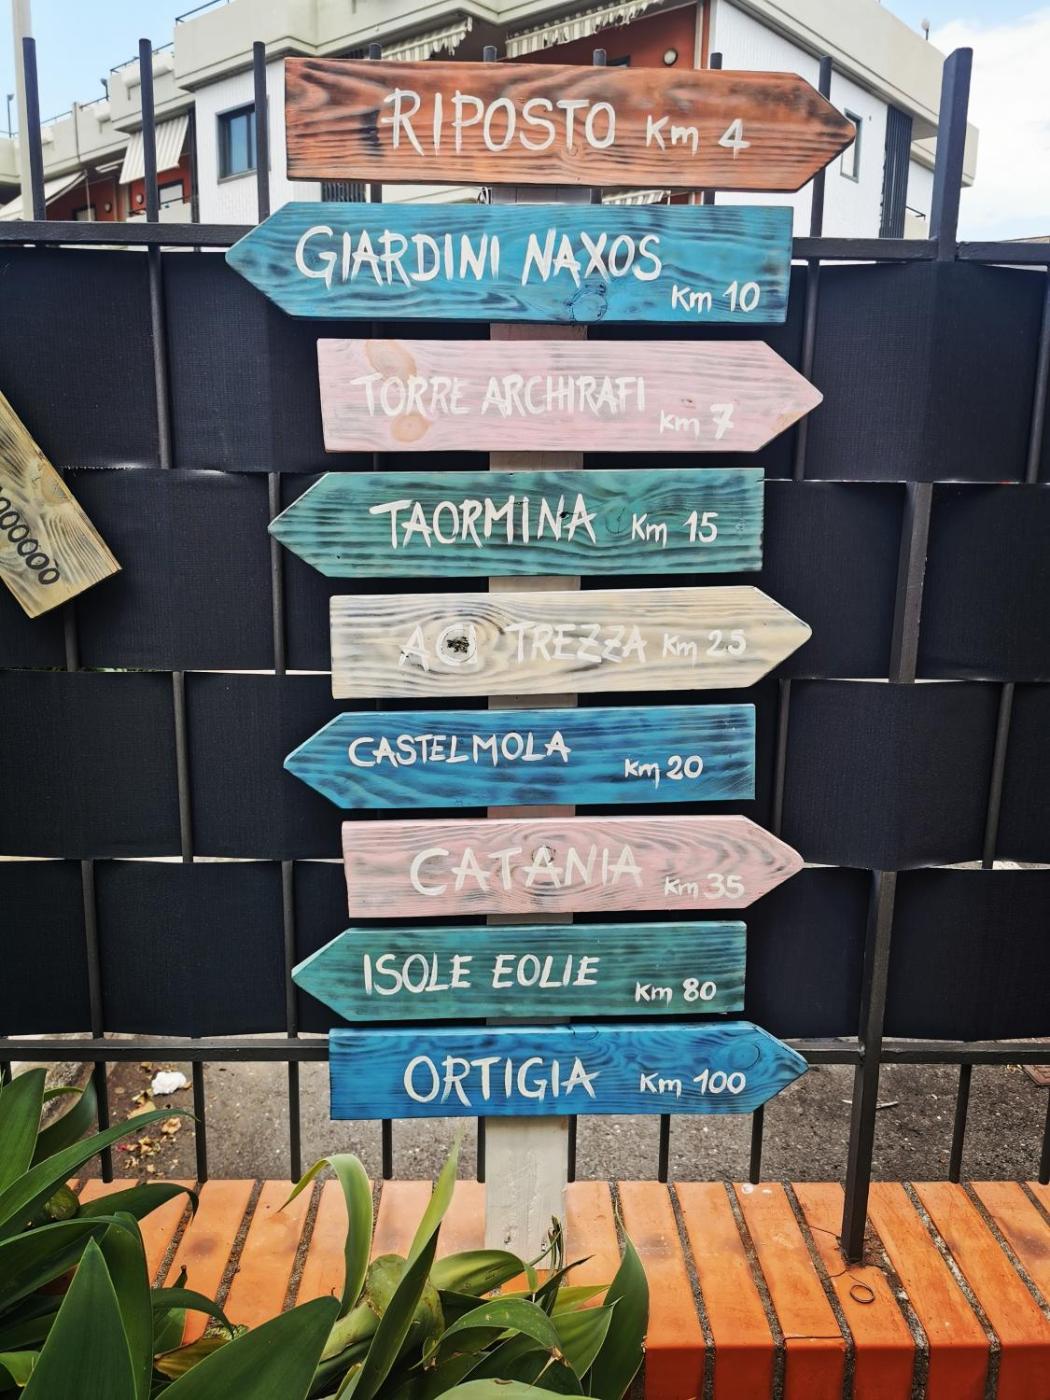 RIPOSTO Km 4
GIARDINI NAXOS
Km 10
TORRE ARCHIRAFI
Km 7
TAORMINA Km 15
ACI TREZZA Km 25
CASTELMOLA
Km 20
CATANIA
Km 35
ISOLE EOLIE
Km 80
ORTIGIA Km 100